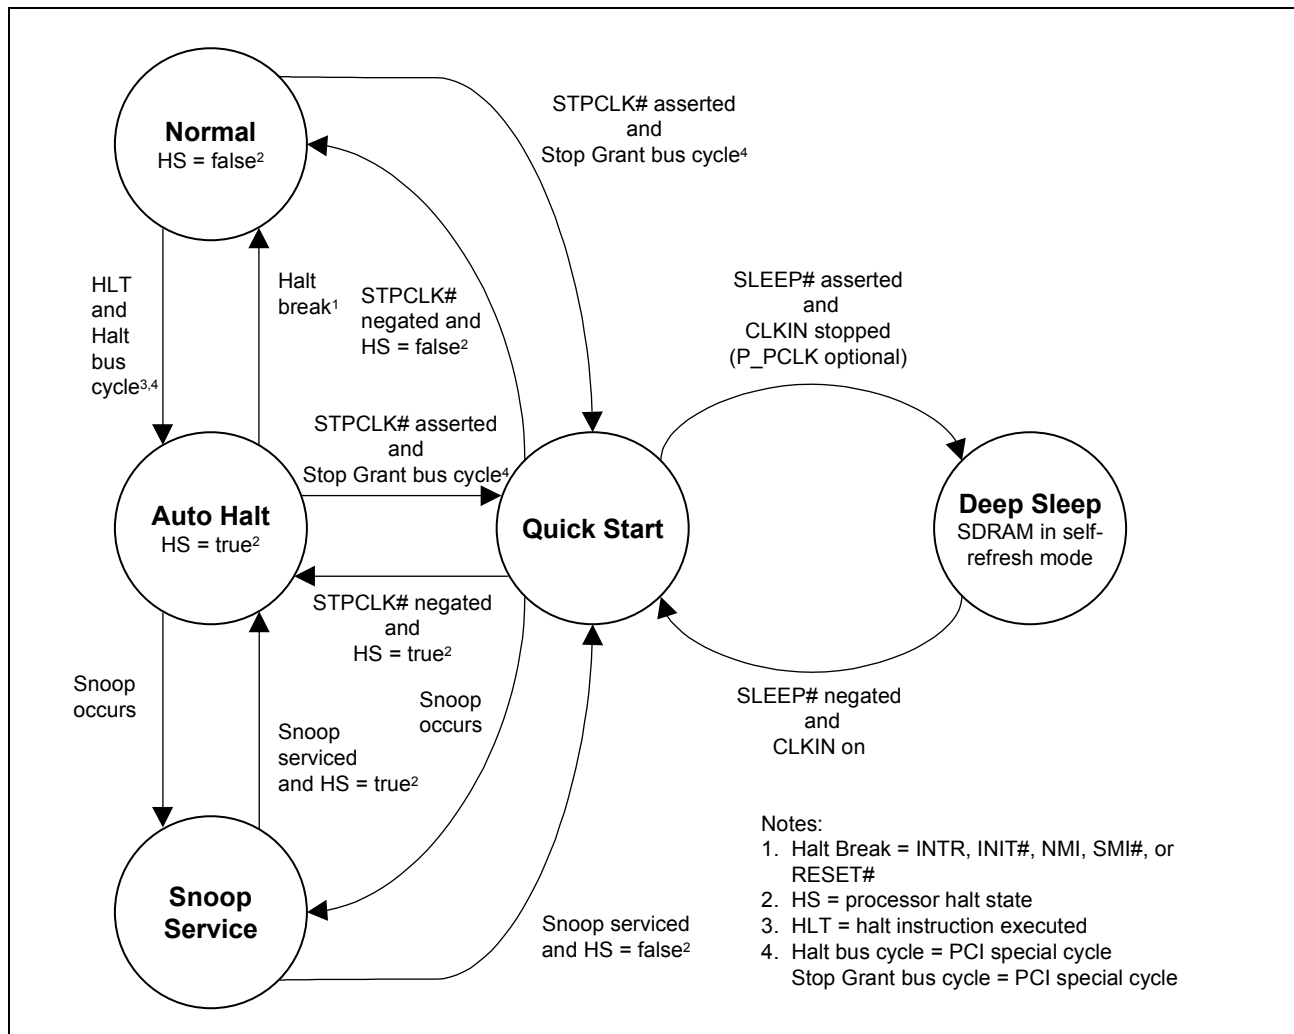 Normal
HS = false²
STPCLK# asserted
and
Stop Grant bus cycle⁴
HLT
and
Halt
bus
cycle³,⁴
Halt
break¹
STPCLK#
negated and
HS = false²
SLEEP# asserted
and
CLKIN stopped
(P_PCLK optional)
STPCLK# asserted
and
Stop Grant bus cycle⁴
Auto Halt
HS = true²
Quick Start
Deep Sleep
SDRAM in self-
refresh mode
STPCLK# negated
and
HS = true²
Snoop
occurs
Snoop
serviced
and HS = true²
Snoop
occurs
SLEEP# negated
and
CLKIN on
Snoop
Service
Snoop serviced
and HS = false²
Notes:
1. Halt Break = INTR, INIT#, NMI, SMI#, or
RESET#
2. HS = processor halt state
3. HLT = halt instruction executed
4. Halt bus cycle = PCI special cycle
Stop Grant bus cycle = PCI special cycle